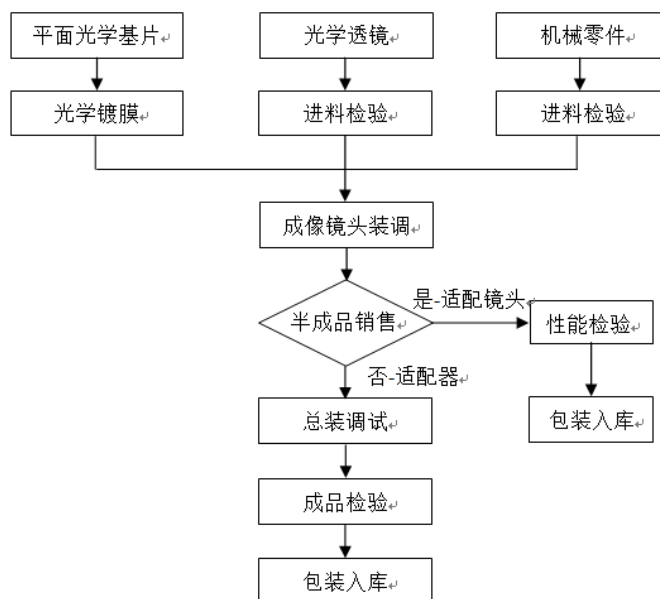 平面光学基片
光学透镜
机械零件
光学镀膜
进料检验
进料检验
成像镜头装调
是-适配镜头
半成品销售
性能检验
否-适配器
总装调试
包装入库
成品检验
包装入库